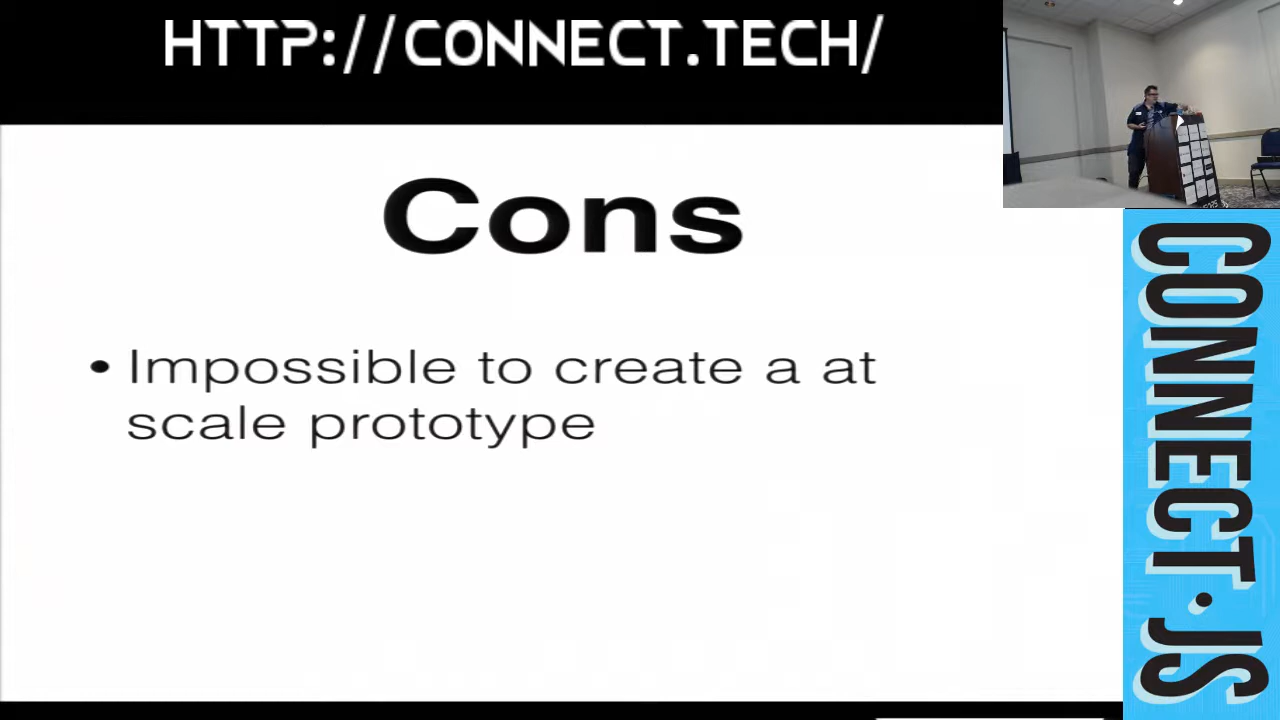 HTTP://CONNECT.TECH/
Cons
• Impossible to create a at
scale prototype
CONNECT.JS